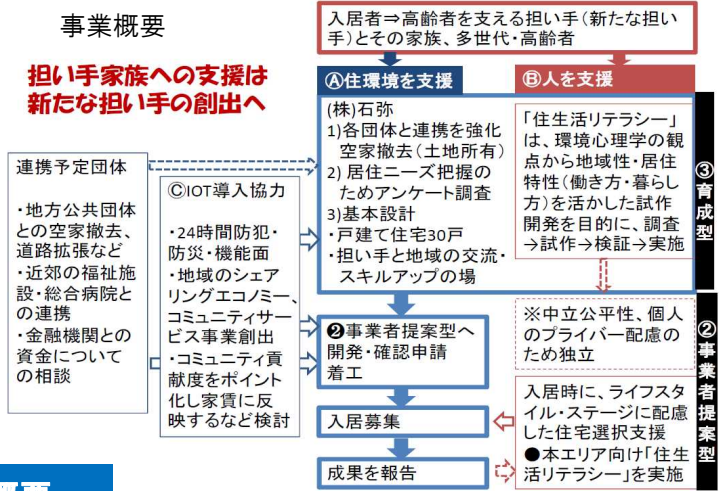 事業概要
担い手家族への支援は
新たな担い手の創出へ
入居者⇒高齢者を支える担い手(新たな担い
手)とその家族、多世代・高齢者
Ⓐ住環境を支援
Ⓑ人を支援
(株)石弥
1)各団体と連携を強化
空家撤去(土地所有)
2) 居住ニーズ把握の
ためアンケート調査
3)基本設計
・戸建て住宅30戸
・担い手と地域の交流・
スキルアップの場
「住生活リテラシー」
は、環境心理学の観
点から地域性・居住
特性(働き方・暮らし
方)を活かした試作
開発を目的に、調査
→試作→検証→実施
③育成型
連携予定団体
・地方公共団体
との空家撤去、
道路拡張など
・近郊の福祉施
設・総合病院と
の連携
・金融機関との
資金について
の相談
ⒸIOT導入協力
・24時間防犯・
防災・機能面
・地域のシェア
リングエコノミー、
コミュニティサー
ビス事業創出
・コミュニティ貢
献度をポイント
化し家賃に反
映するなど検討
❷事業者提案型へ
開発・確認申請
着工
※中立公平性、個人
のプライバー配慮の
ため独立
②事業者提案型
入居募集
入居時に、ライフスタ
イル・ステージに配慮
した住宅選択支援
●本エリア向け「住生
活リテラシー」を実施
成果を報告